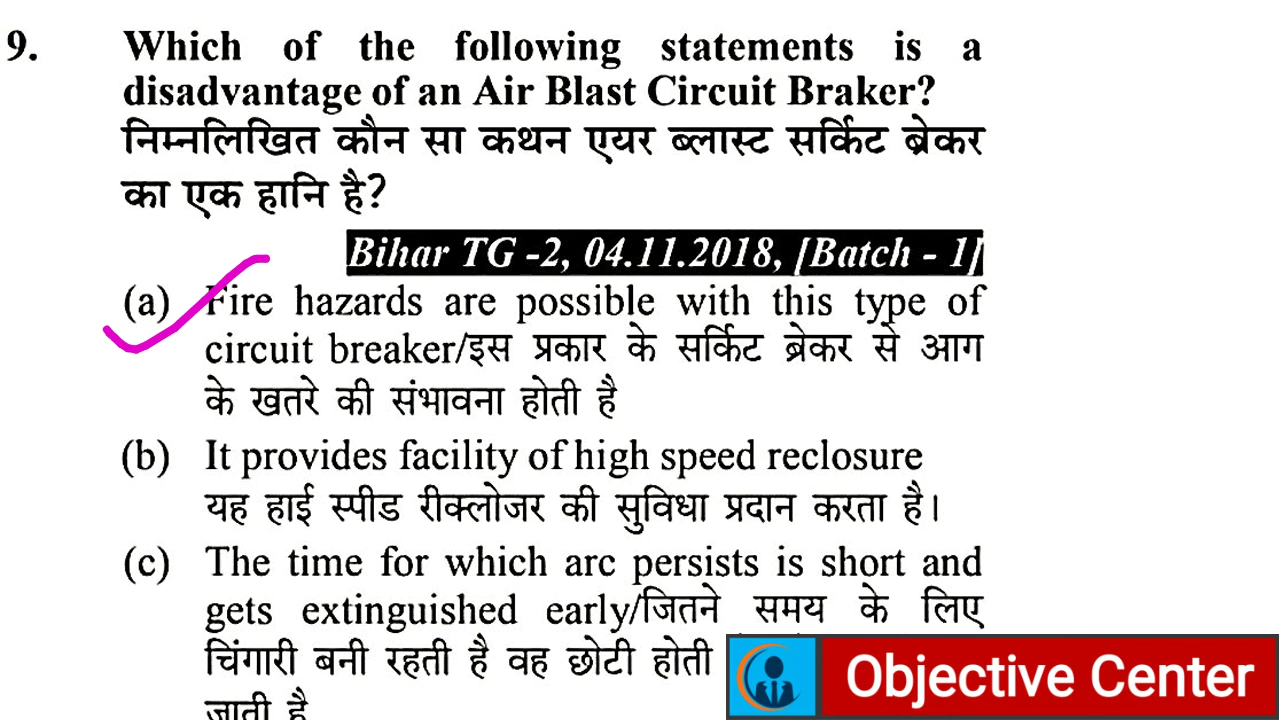 9. Which of the following statements is a
disadvantage of an Air Blast Circuit Braker?
निम्नलिखित कौन सा कथन एयर ब्लास्ट सर्किट ब्रेकर
का एक हानि है?
Bihar TG -2, 04.11.2018, [Batch - 1]
(a) Fire hazards are possible with this type of
circuit breaker/इस प्रकार के सर्किट ब्रेकर से आग
के खतरे की संभावना होती है
(b) It provides facility of high speed reclosure
यह हाई स्पीड रीक्लोजर की सुविधा प्रदान करता है।
(c) The time for which arc persists is short and
gets extinguished early/जितने समय के लिए
चिंगारी बनी रहती है वह छोटी होती
जाती है
Objective Center